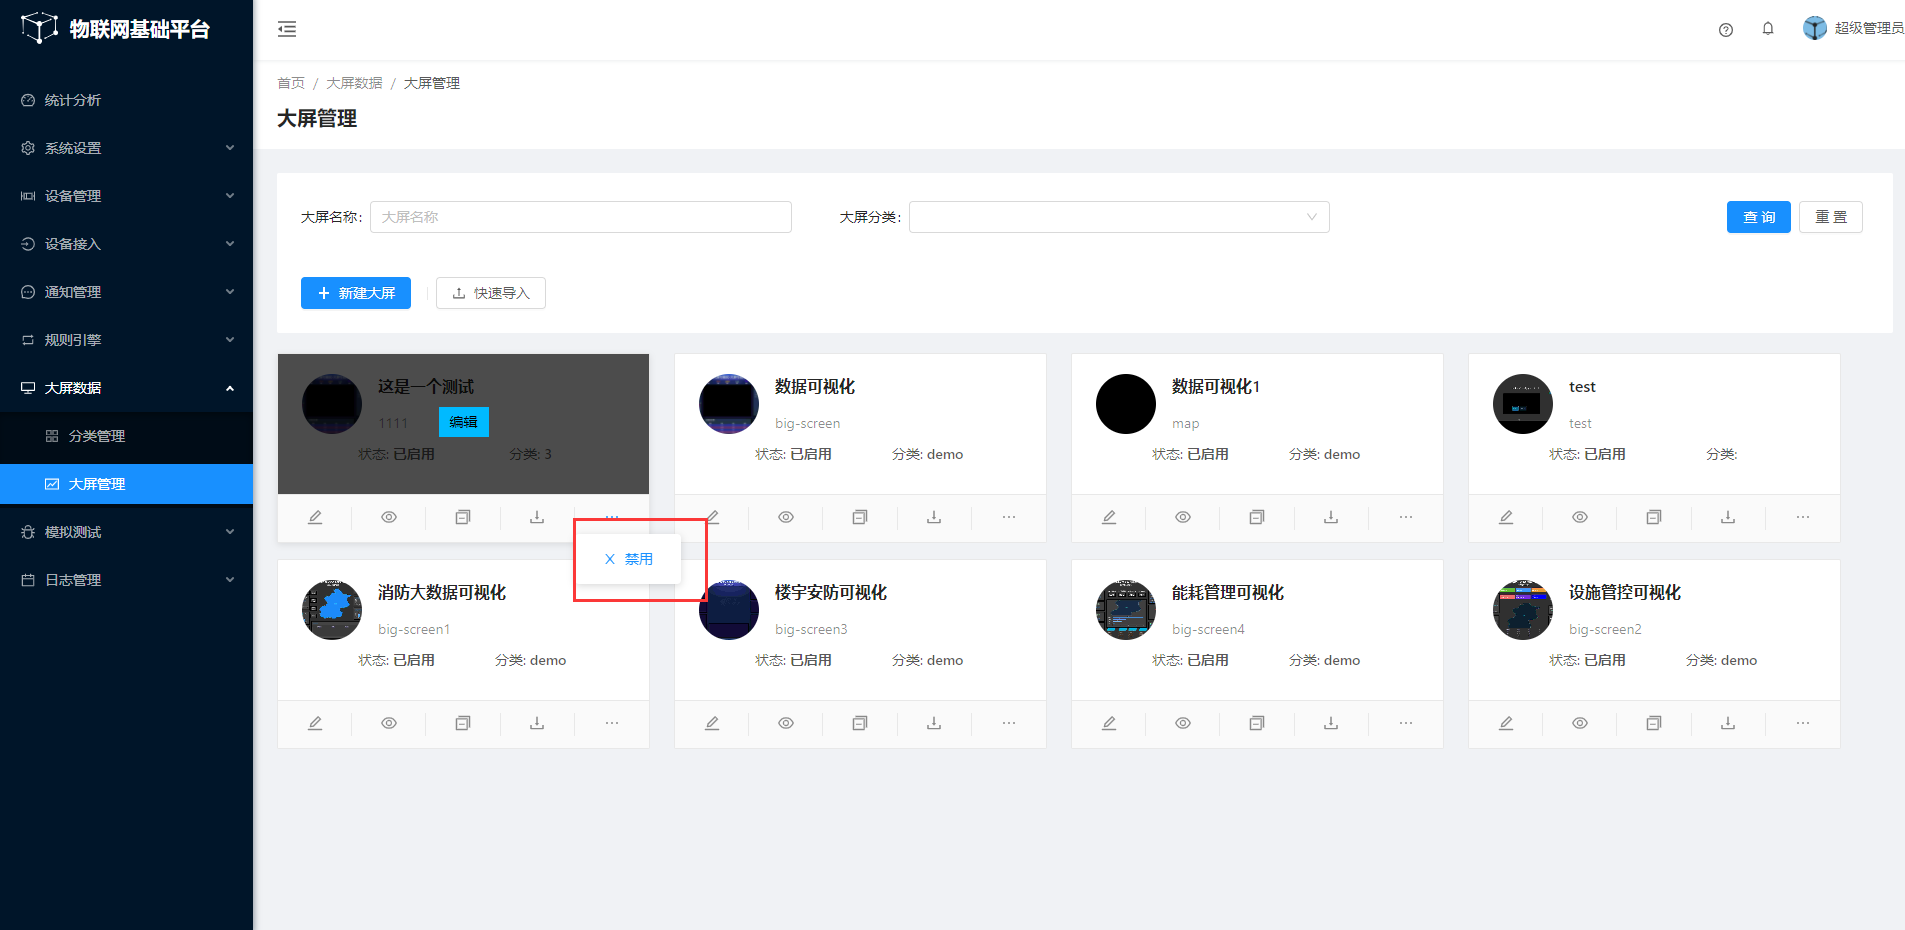 物联网基础平台
超级管理员
统计分析
系统设置
设备管理
设备接入
通知管理
规则引擎
大屏数据
分类管理
大屏管理
模拟测试
日志管理
首页 / 大屏数据 / 大屏管理
大屏管理
大屏名称: 大屏名称 大屏分类: 查 询 重 置
新建大屏 快速导入
这是一个测试
1111 编辑
状态: 已启用 分类: 3
数据可视化
big-screen
状态: 已启用 分类: demo
数据可视化1
map
状态: 已启用 分类: demo
test
test
状态: 已启用 分类:
禁用
消防大数据可视化
big-screen1
状态: 已启用 分类: demo
楼宇安防可视化
big-screen3
状态: 已启用 分类: demo
能耗管理可视化
big-screen4
状态: 已启用 分类: demo
设施管控可视化
big-screen2
状态: 已启用 分类: demo